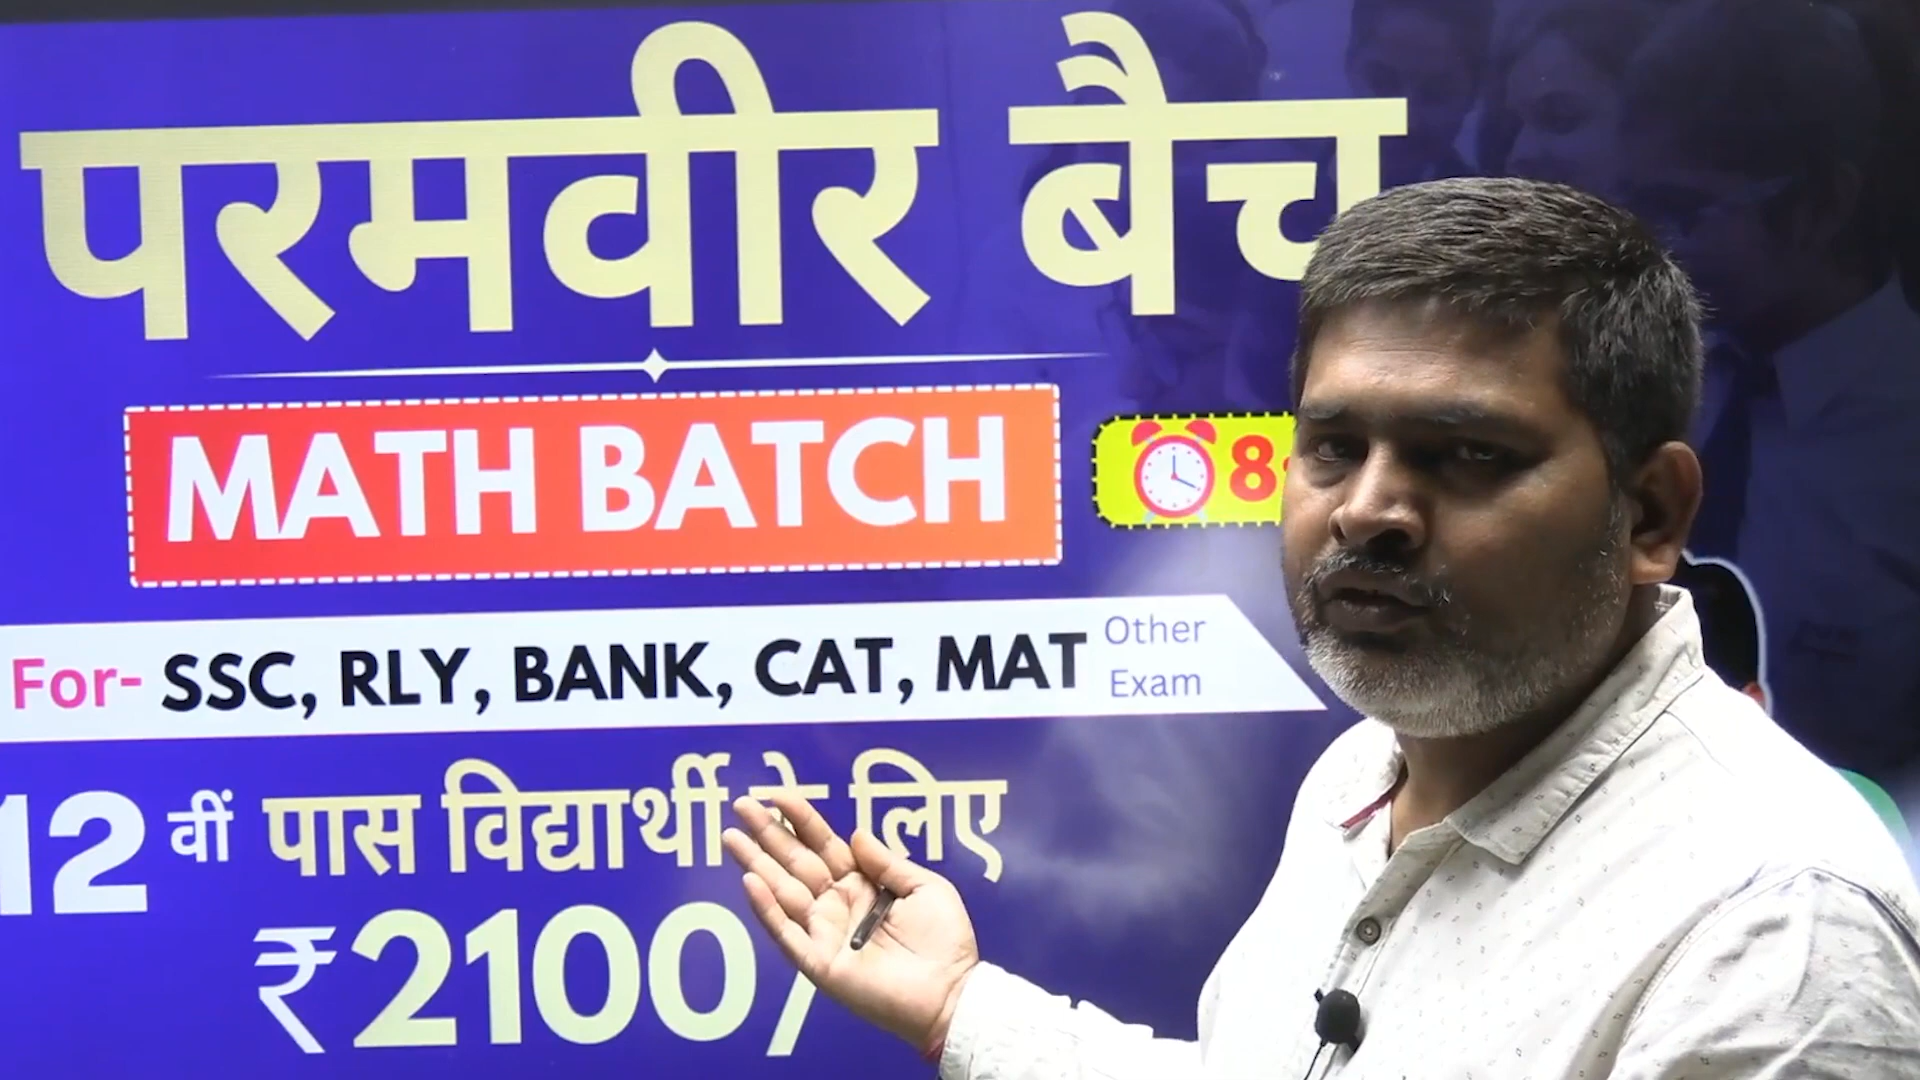 परमवीर बैच
MATH BATCH
8
For- SSC, RLY, BANK, CAT, MAT Other Exam
12 वीं पास विद्यार्थी के लिए
₹2100/